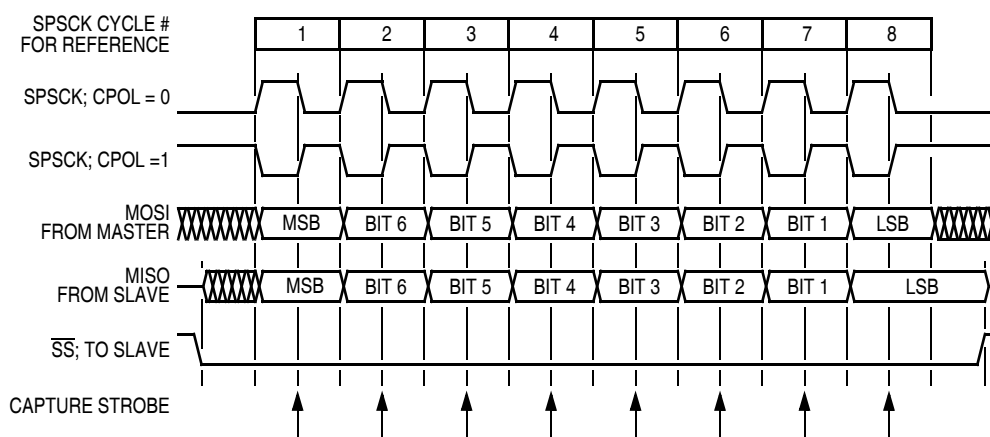 SPSCK CYCLE #
FOR REFERENCE
1 2 3 4 5 6 7 8
SPSCK; CPOL = 0
SPSCK; CPOL =1
MOSI
FROM MASTER
MSB BIT 6 BIT 5 BIT 4 BIT 3 BIT 2 BIT 1 LSB
MISO
FROM SLAVE
MSB BIT 6 BIT 5 BIT 4 BIT 3 BIT 2 BIT 1 LSB
S̅S̅; TO SLAVE
CAPTURE STROBE